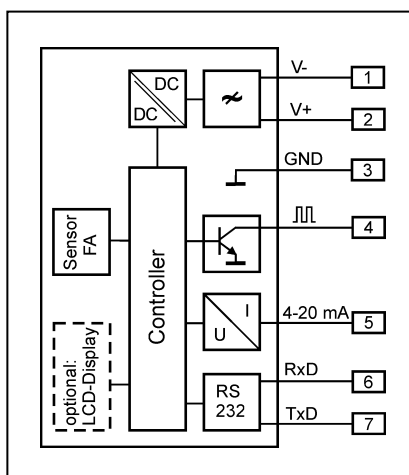 V-
1
DC
DC
V+
2
GND
3
4
Sensor
FA
Controller
I
U
4-20 mA
5
optional:
LCD-Display
RS
232
RxD
6
TxD
7